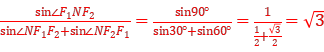 sin∠F₁NF₂/(sin∠NF₁F₂+sin∠NF₂F₁) = sin90°/(sin30°+sin60°) = 1/(1/2+√3/2) = √3